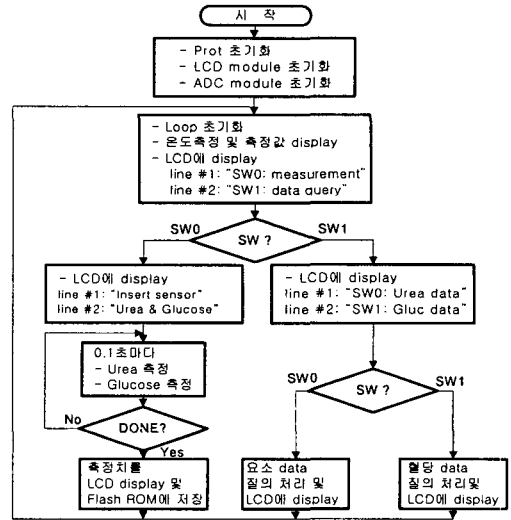 시 작
- Prot 초기화
- LCD module 초기화
- ADC module 초기화
- Loop 초기화
- 온도측정 및 측정값 display
- LCD에 display
line #1: "SW0: measurement"
line #2: "SW1: data query"
SW0
SW ?
SW1
- LCD에 display
line #1: "Insert sensor"
line #2: "Urea & Glucose"
- LCD에 display
line #1: "SW0: Urea data"
line #2: "SW1: Gluc data"
0.1초마다
- Urea 측정
- Glucose 측정
SW0
SW ?
SW1
No
DONE?
Yes
측정치를
LCD display 및
Flash ROM에 저장
요소 data
질의 처리 및
LCD에 display
혈당 data
질의 처리및
LCD에 display